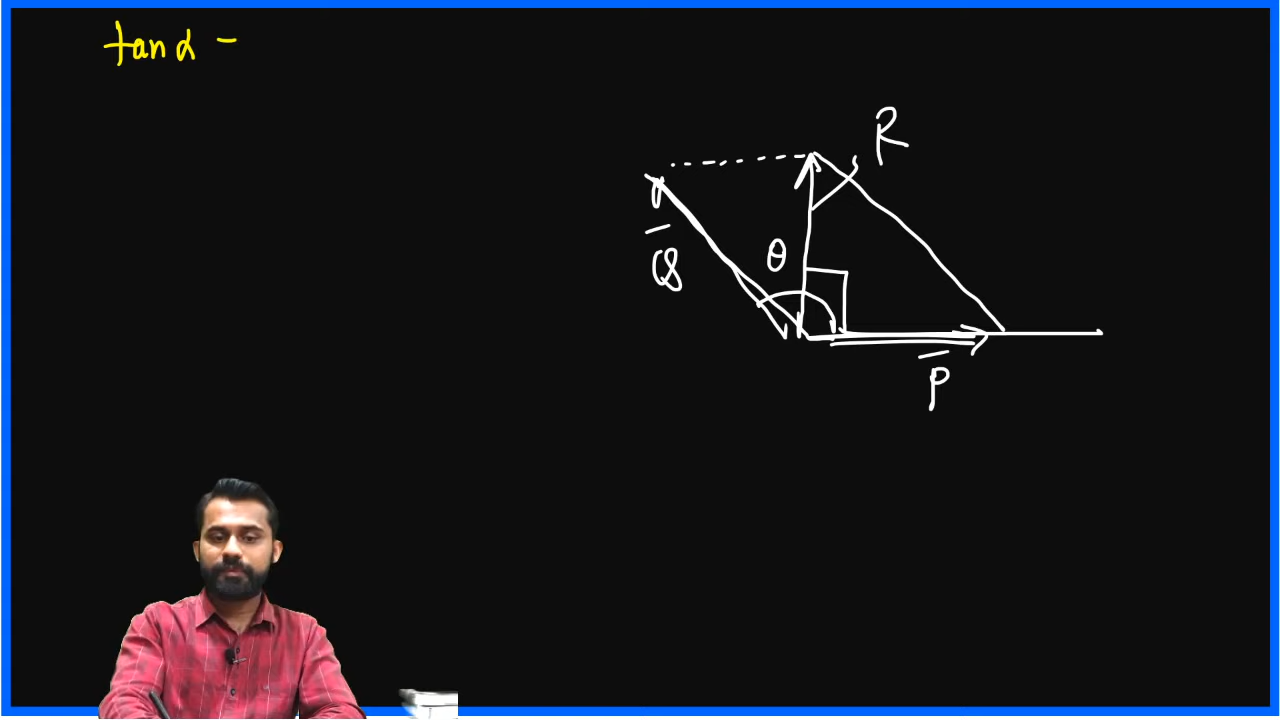 tan α =
R
θ
Q̅
P̅